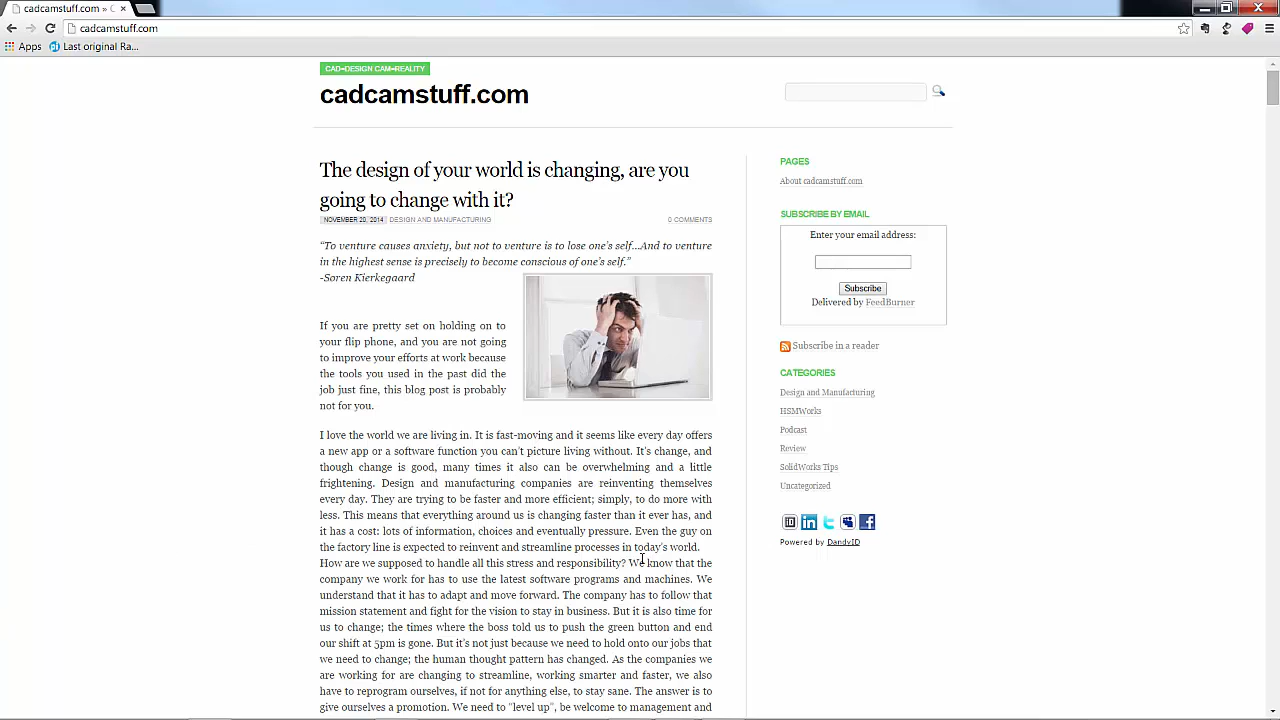 cadcamstuff.com » C
cadcamstuff.com
Apps
Last original Ra...
CAD=DESIGN CAM=REALITY
cadcamstuff.com
The design of your world is changing, are you
going to change with it?
NOVEMBER 20, 2014 DESIGN AND MANUFACTURING 0 COMMENTS
“To venture causes anxiety, but not to venture is to lose one’s self…And to venture
in the highest sense is precisely to become conscious of one’s self.”
-Søren Kierkegaard
If you are pretty set on holding on to
your flip phone, and you are not going
to improve your efforts at work because
the tools you used in the past did the
job just fine, this blog post is probably
not for you.
I love the world we are living in. It is fast-moving and it seems like every day offers
a new app or a software function you can’t picture living without. It’s change, and
though change is good, many times it also can be overwhelming and a little
frightening. Design and manufacturing companies are reinventing themselves
every day. They are trying to be faster and more efficient; simply, to do more with
less. This means that everything around us is changing faster than it ever has, and
it has a cost: lots of information, choices and eventually pressure. Even the guy on
the factory line is expected to reinvent and streamline processes in today’s world.
How are we supposed to handle all this stress and responsibility? We know that the
company we work for has to use the latest software programs and machines. We
understand that it has to adapt and move forward. The company has to follow that
mission statement and fight for the vision to stay in business. But it is also time for
us to change; the times where the boss told us to push the green button and end
our shift at 5pm is gone. But it’s not just because we need to hold onto our jobs that
we need to change; the human thought pattern has changed. As the companies we
are working for are changing to streamline, working smarter and faster, we also
have to reprogram ourselves, if not for anything else, to stay sane. The answer is to
give ourselves a promotion. We need to "level up", be welcome to management and
PAGES
About cadcamstuff.com
SUBSCRIBE BY EMAIL
Enter your email address:
Subscribe
Delivered by FeedBurner
Subscribe in a reader
CATEGORIES
Design and Manufacturing
HSMWorks
Podcast
Review
SolidWorks Tips
Uncategorized
Powered by DandyID